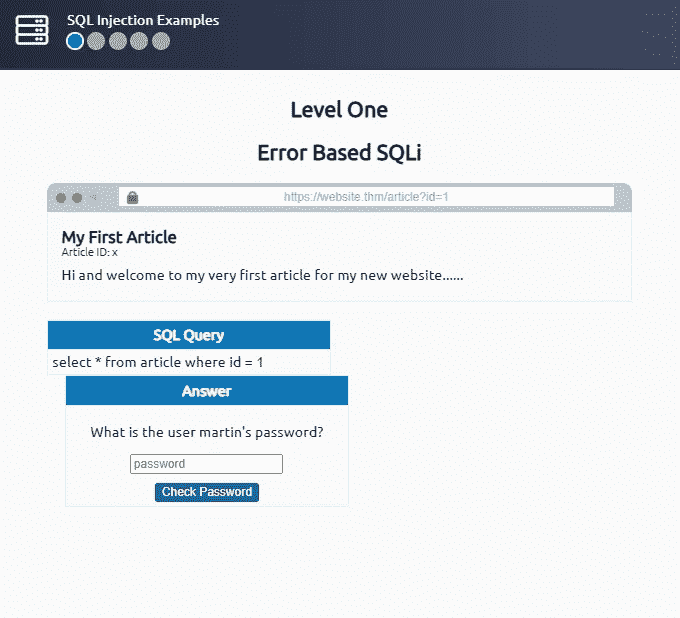 SQL Injection Examples
Level One
Error Based SQLi
https://website.thm/article?id=1
My First Article
Article ID: x
Hi and welcome to my very first article for my new website......
SQL Query
select * from article where id = 1
Answer
What is the user martin's password?
password
Check Password